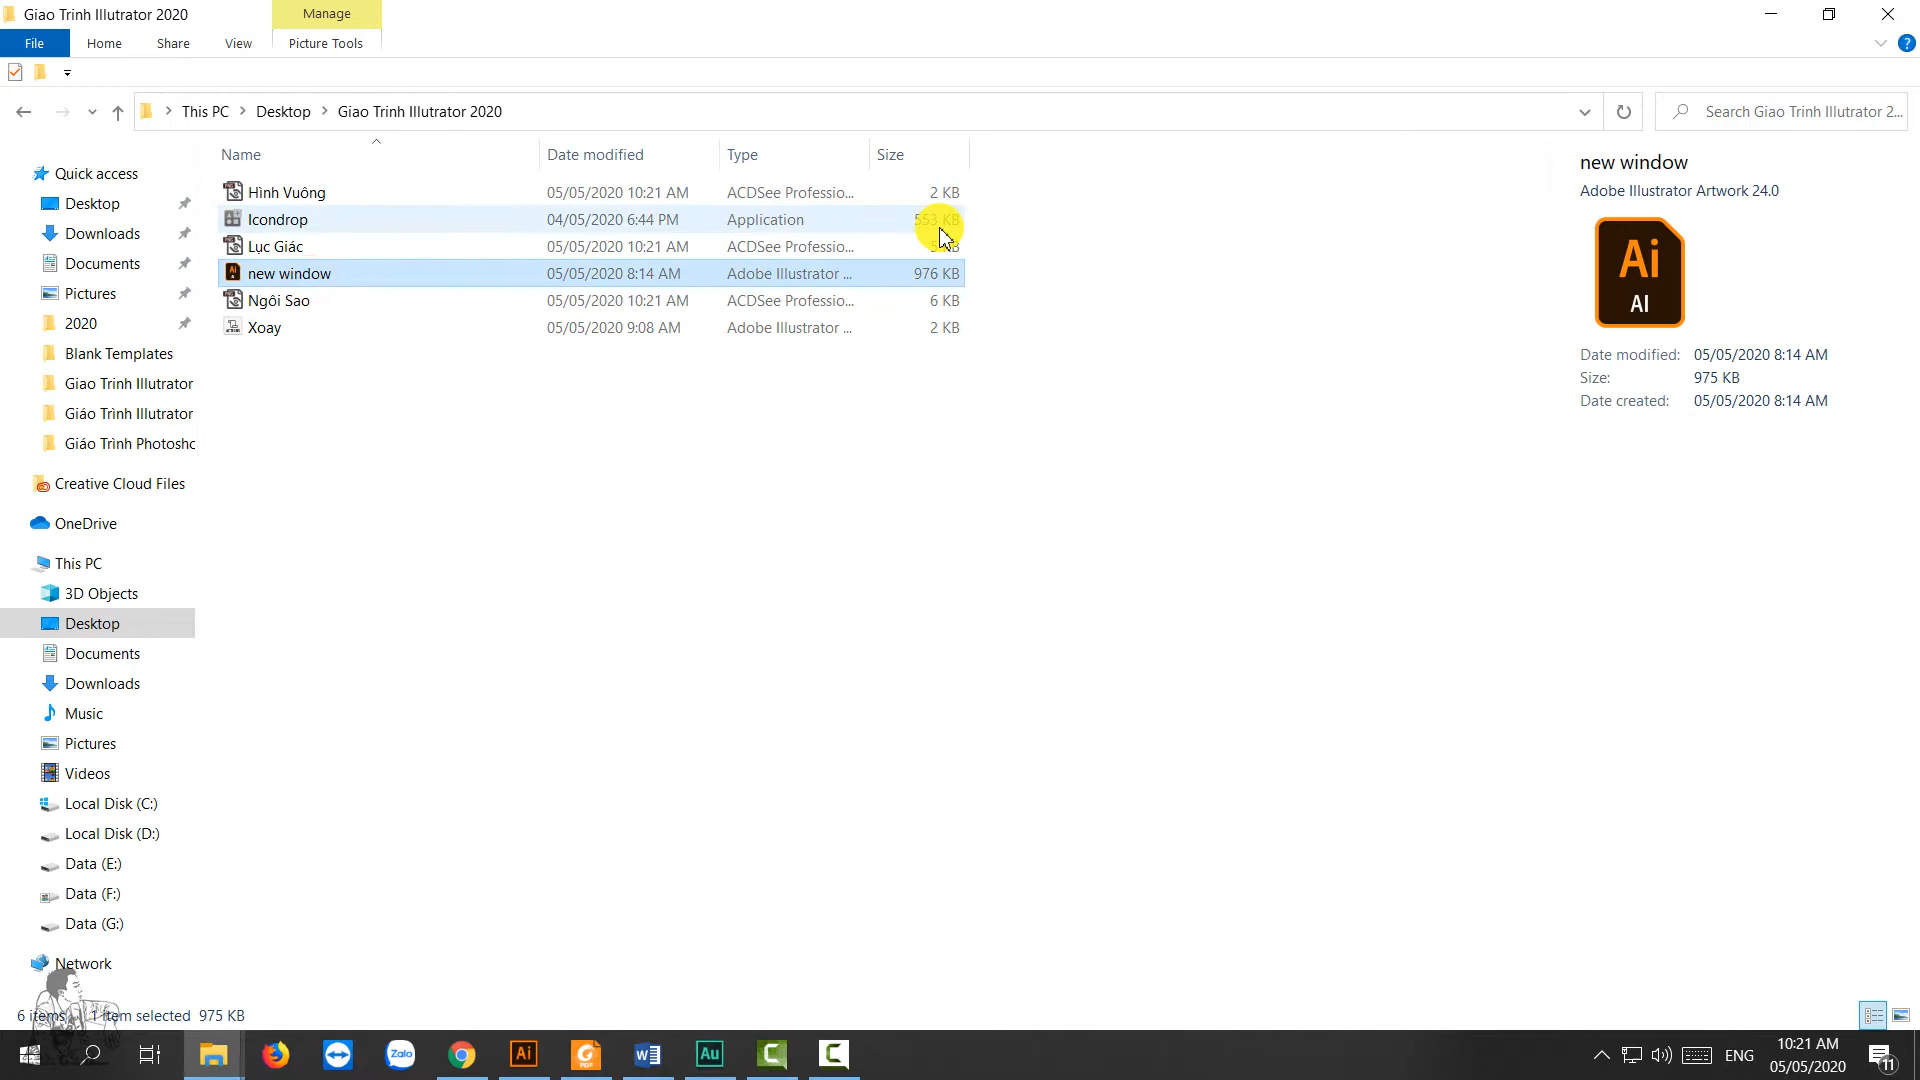 Giao Trinh Illutrator 2020
Manage
File Home Share View Picture Tools
This PC Desktop Giao Trinh Illutrator 2020
Search Giao Trinh Illutrator 2...
Name Date modified Type Size
Hình Vuông 05/05/2020 10:21 AM ACDSee Professio... 2 KB
Icondrop 04/05/2020 6:44 PM Application 553 KB
Lục Giác 05/05/2020 10:21 AM ACDSee Professio... KB
new window 05/05/2020 8:14 AM Adobe Illustrator ... 976 KB
Ngôi Sao 05/05/2020 10:21 AM ACDSee Professio... 6 KB
Xoay 05/05/2020 9:08 AM Adobe Illustrator ... 2 KB
Quick access
Desktop
Downloads
Documents
Pictures
2020
Blank Templates
Giao Trinh Illutrator
Giáo Trình Illutrator
Giáo Trình Photosho
Creative Cloud Files
OneDrive
This PC
3D Objects
Desktop
Documents
Downloads
Music
Pictures
Videos
Local Disk (C:)
Local Disk (D:)
Data (E:)
Data (F:)
Data (G:)
Network
new window
Adobe Illustrator Artwork 24.0
Ai
AI
Date modified: 05/05/2020 8:14 AM
Size: 975 KB
Date created: 05/05/2020 8:14 AM
6 items 1 item selected 975 KB
Zalo Ai PDF Au
ENG
10:21 AM
05/05/2020
11